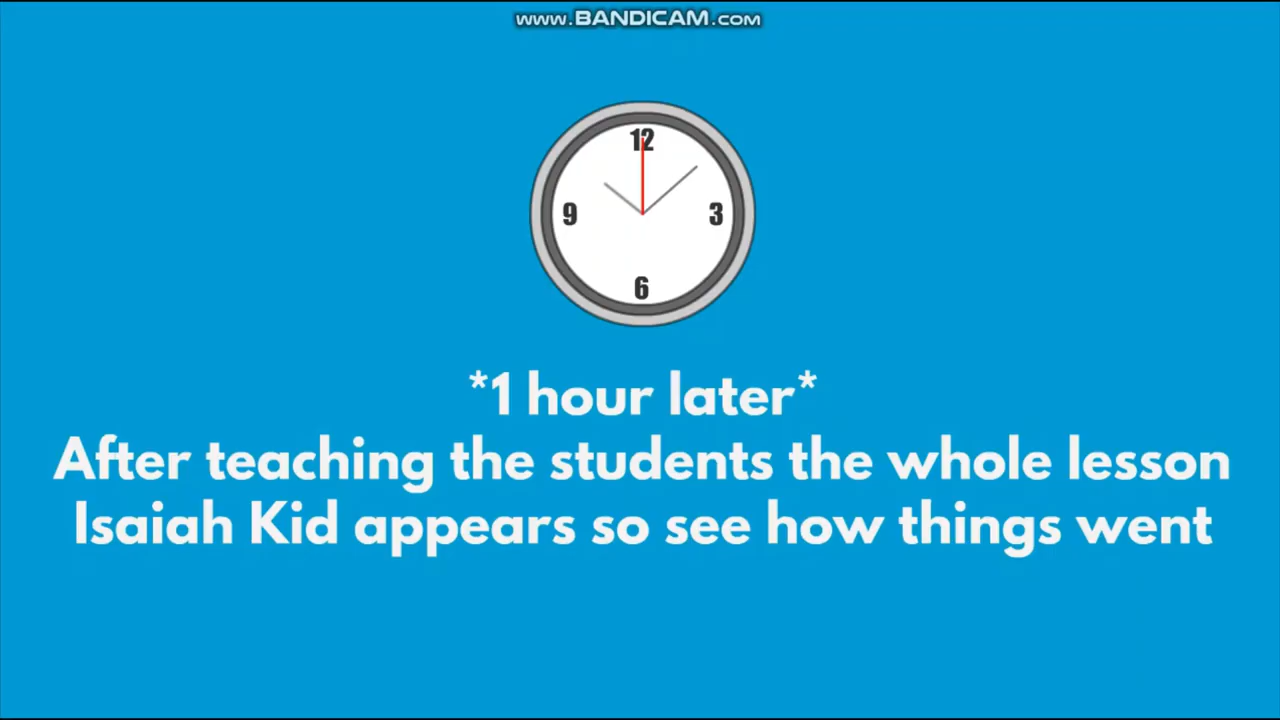 www.BANDICAM.com
12
9 3
6
*1 hour later*
After teaching the students the whole lesson
Isaiah Kid appears so see how things went